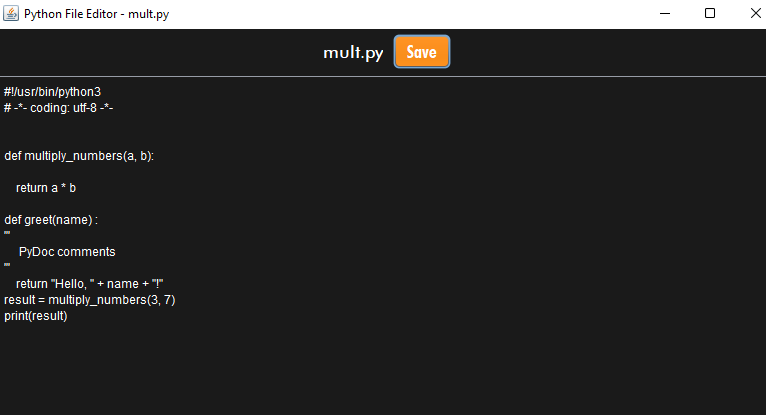 Python File Editor - mult.py
mult.py Save
#!/usr/bin/python3
# -*- coding: utf-8 -*-
def multiply_numbers(a, b):
return a * b
def greet(name) :
PyDoc comments
return "Hello, " + name + "!"
result = multiply_numbers(3, 7)
print(result)